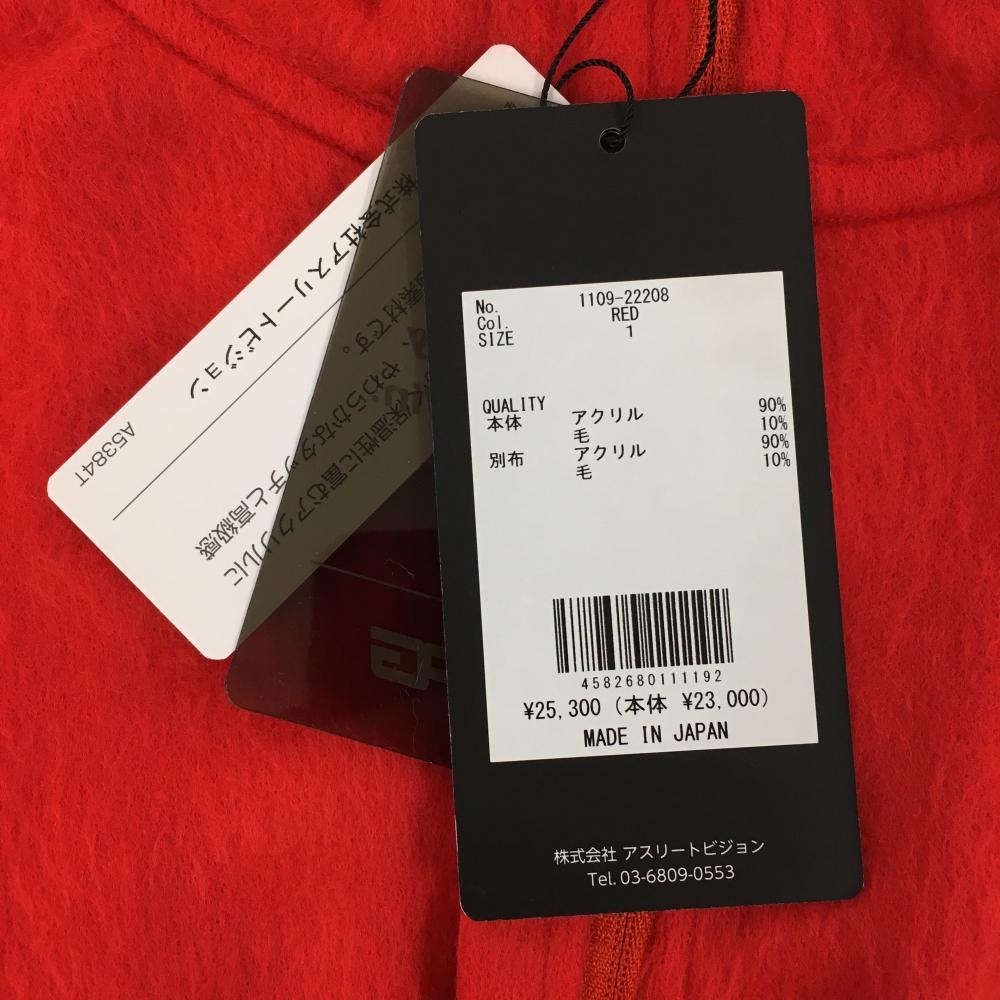 No. 1109-22208
Col. RED
SIZE 1
QUALITY
本体 アクリル 90%
毛 10%
別布 アクリル 90%
毛 10%
4582680111192
¥25,300 (本体 ¥23,000)
MADE IN JAPAN
株式会社 アスリートビジョン
Tel. 03-6809-0553
保温性に富むアクリルに
やわらかなタッチと高級感
素材です。
株式会社アスリートビジョン
A5384T